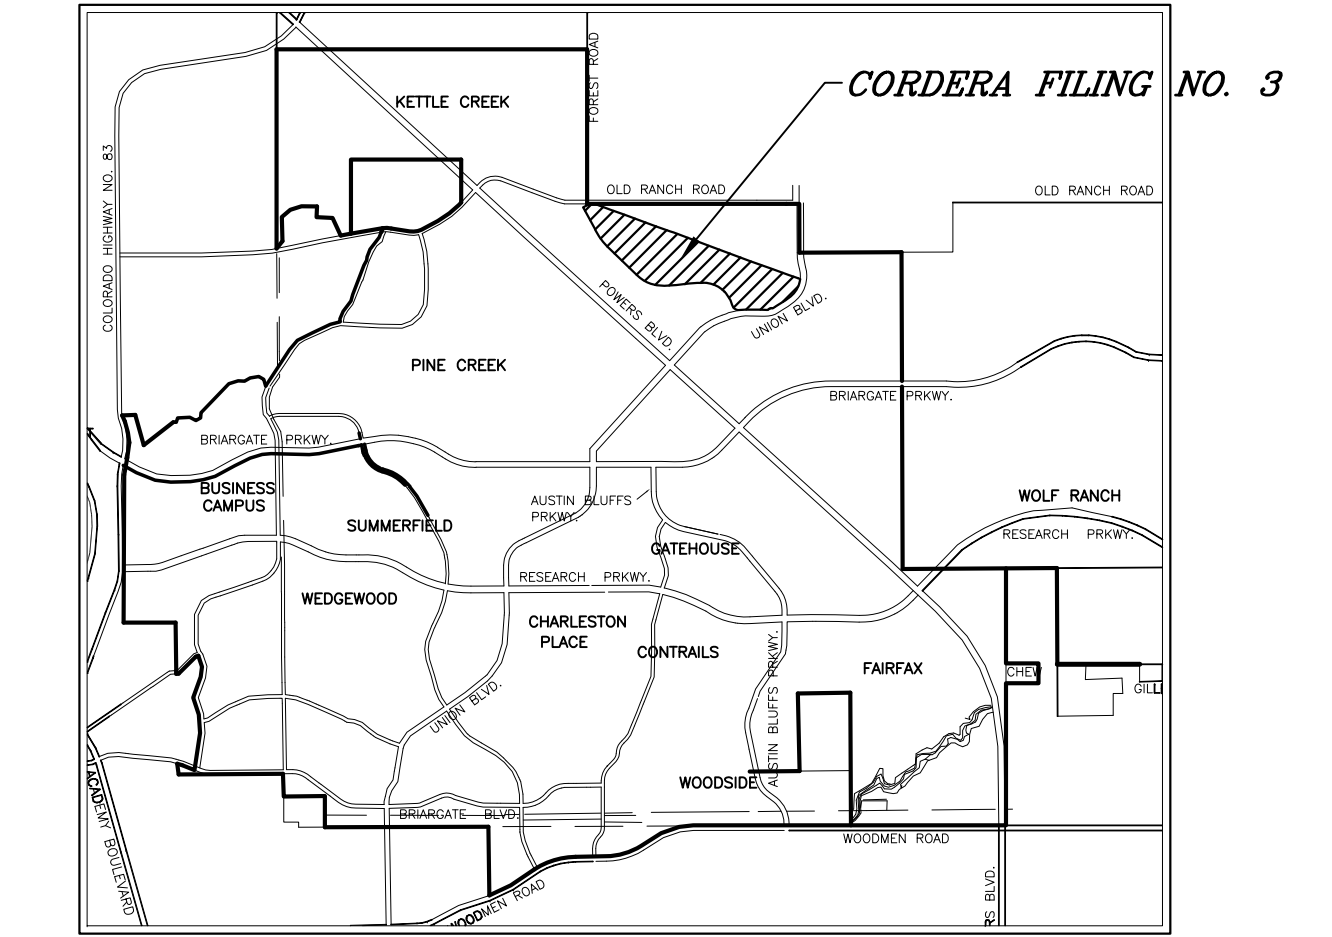 CORDERA FILING NO. 3
KETTLE CREEK
FOREST ROAD
COLORADO HIGHWAY NO. 83
OLD RANCH ROAD
OLD RANCH ROAD
POWERS BLVD.
UNION BLVD.
PINE CREEK
BRIARGATE PRKWY.
BRIARGATE PRKWY.
BUSINESS
CAMPUS
SUMMERFIELD
AUSTIN BLUFFS
PRKWY.
WOLF RANCH
GATEHOUSE
RESEARCH PRKWY.
RESEARCH PRKWY.
WEDGEWOOD
CHARLESTON
PLACE
CONTRAILS
FAIRFAX
CHEW
GILL
UNION BLVD.
AUSTIN BLUFFS PRKWY.
WOODSIDE
ACADEMY BOULEVARD
BRIARGATE BLVD.
WOODMEN ROAD
WOODMEN ROAD
RS BLVD.